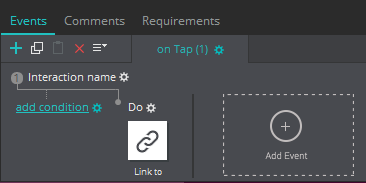 Events Comments Requirements
on Tap (1)
1 Interaction name
add condition Do
Link to
Add Event